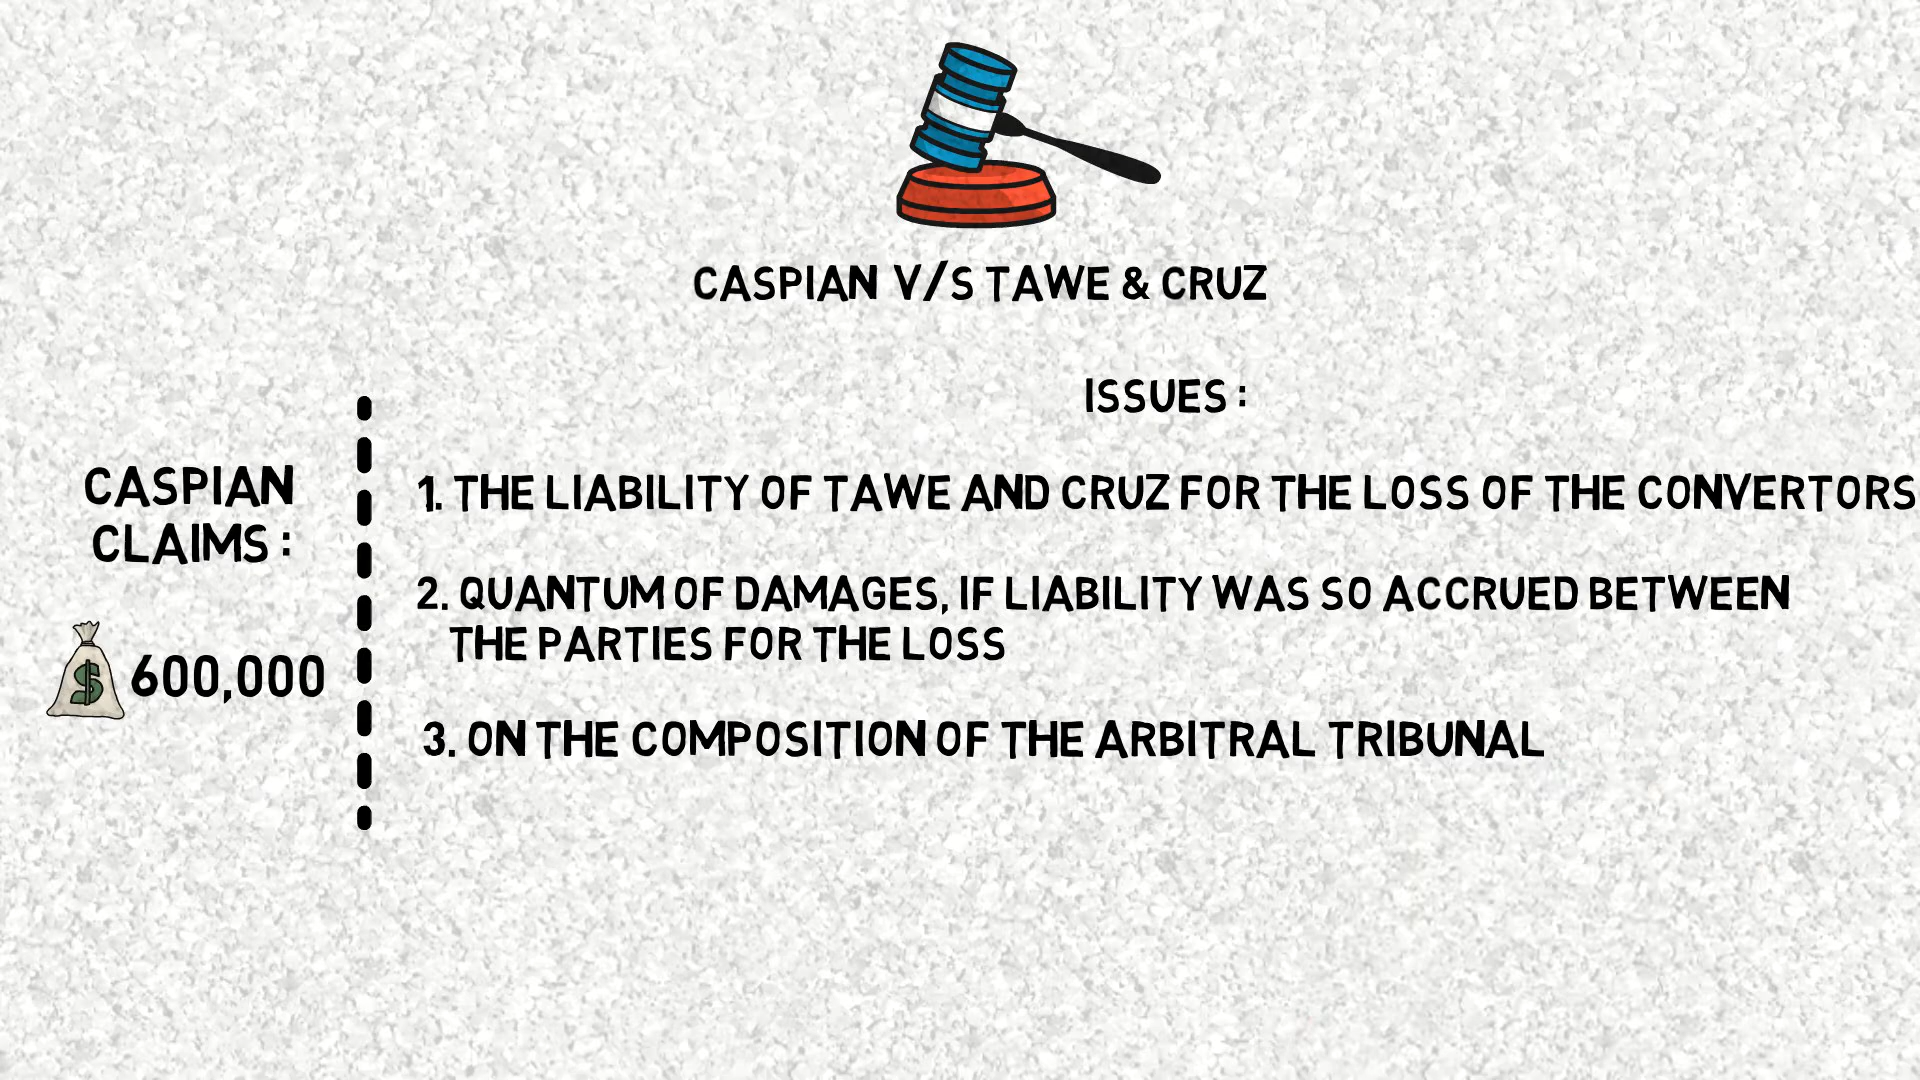 CASPIAN V/S TAWE & CRUZ
ISSUES :
CASPIAN
CLAIMS :
$ 600,000
1. THE LIABILITY OF TAWE AND CRUZ FOR THE LOSS OF THE CONVERTORS
2. QUANTUM OF DAMAGES, IF LIABILITY WAS SO ACCRUED BETWEEN
THE PARTIES FOR THE LOSS
3. ON THE COMPOSITION OF THE ARBITRAL TRIBUNAL